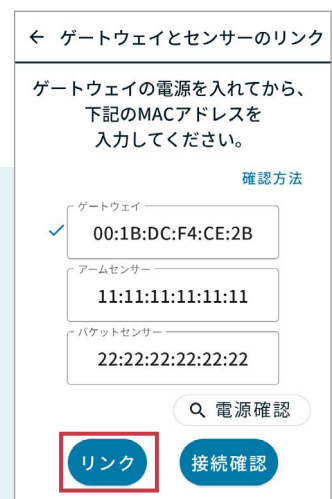 ← ゲートウェイとセンサーのリンク
ゲートウェイの電源を入れてから、
下記のMACアドレスを
入力してください。
確認方法
ゲートウェイ
00:1B:DC:F4:CE:2B
アームセンサー
11:11:11:11:11:11
バケットセンサー
22:22:22:22:22:22
電源確認
リンク 接続確認